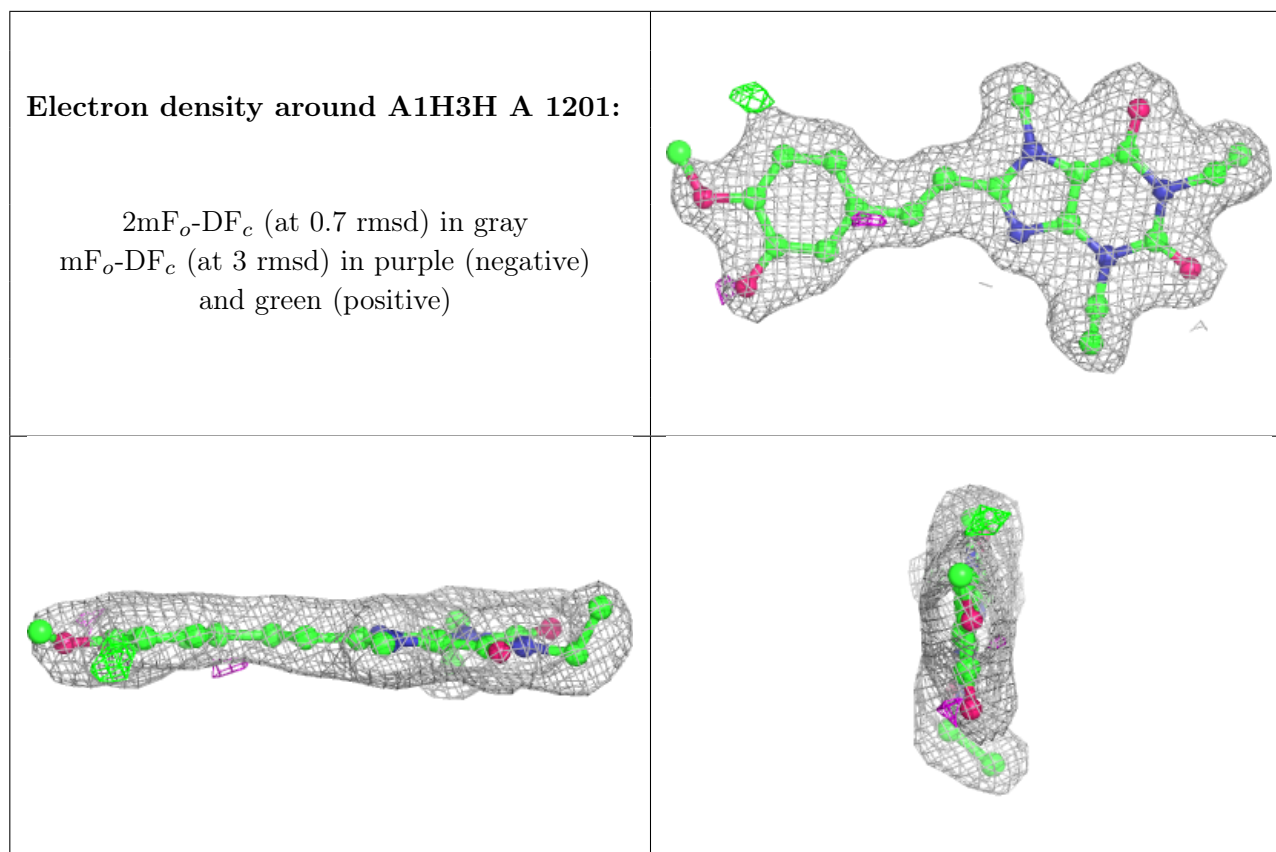 Electron density around A1H3H A 1201:
2mFo-DFc (at 0.7 rmsd) in gray
mFo-DFc (at 3 rmsd) in purple (negative)
and green (positive)